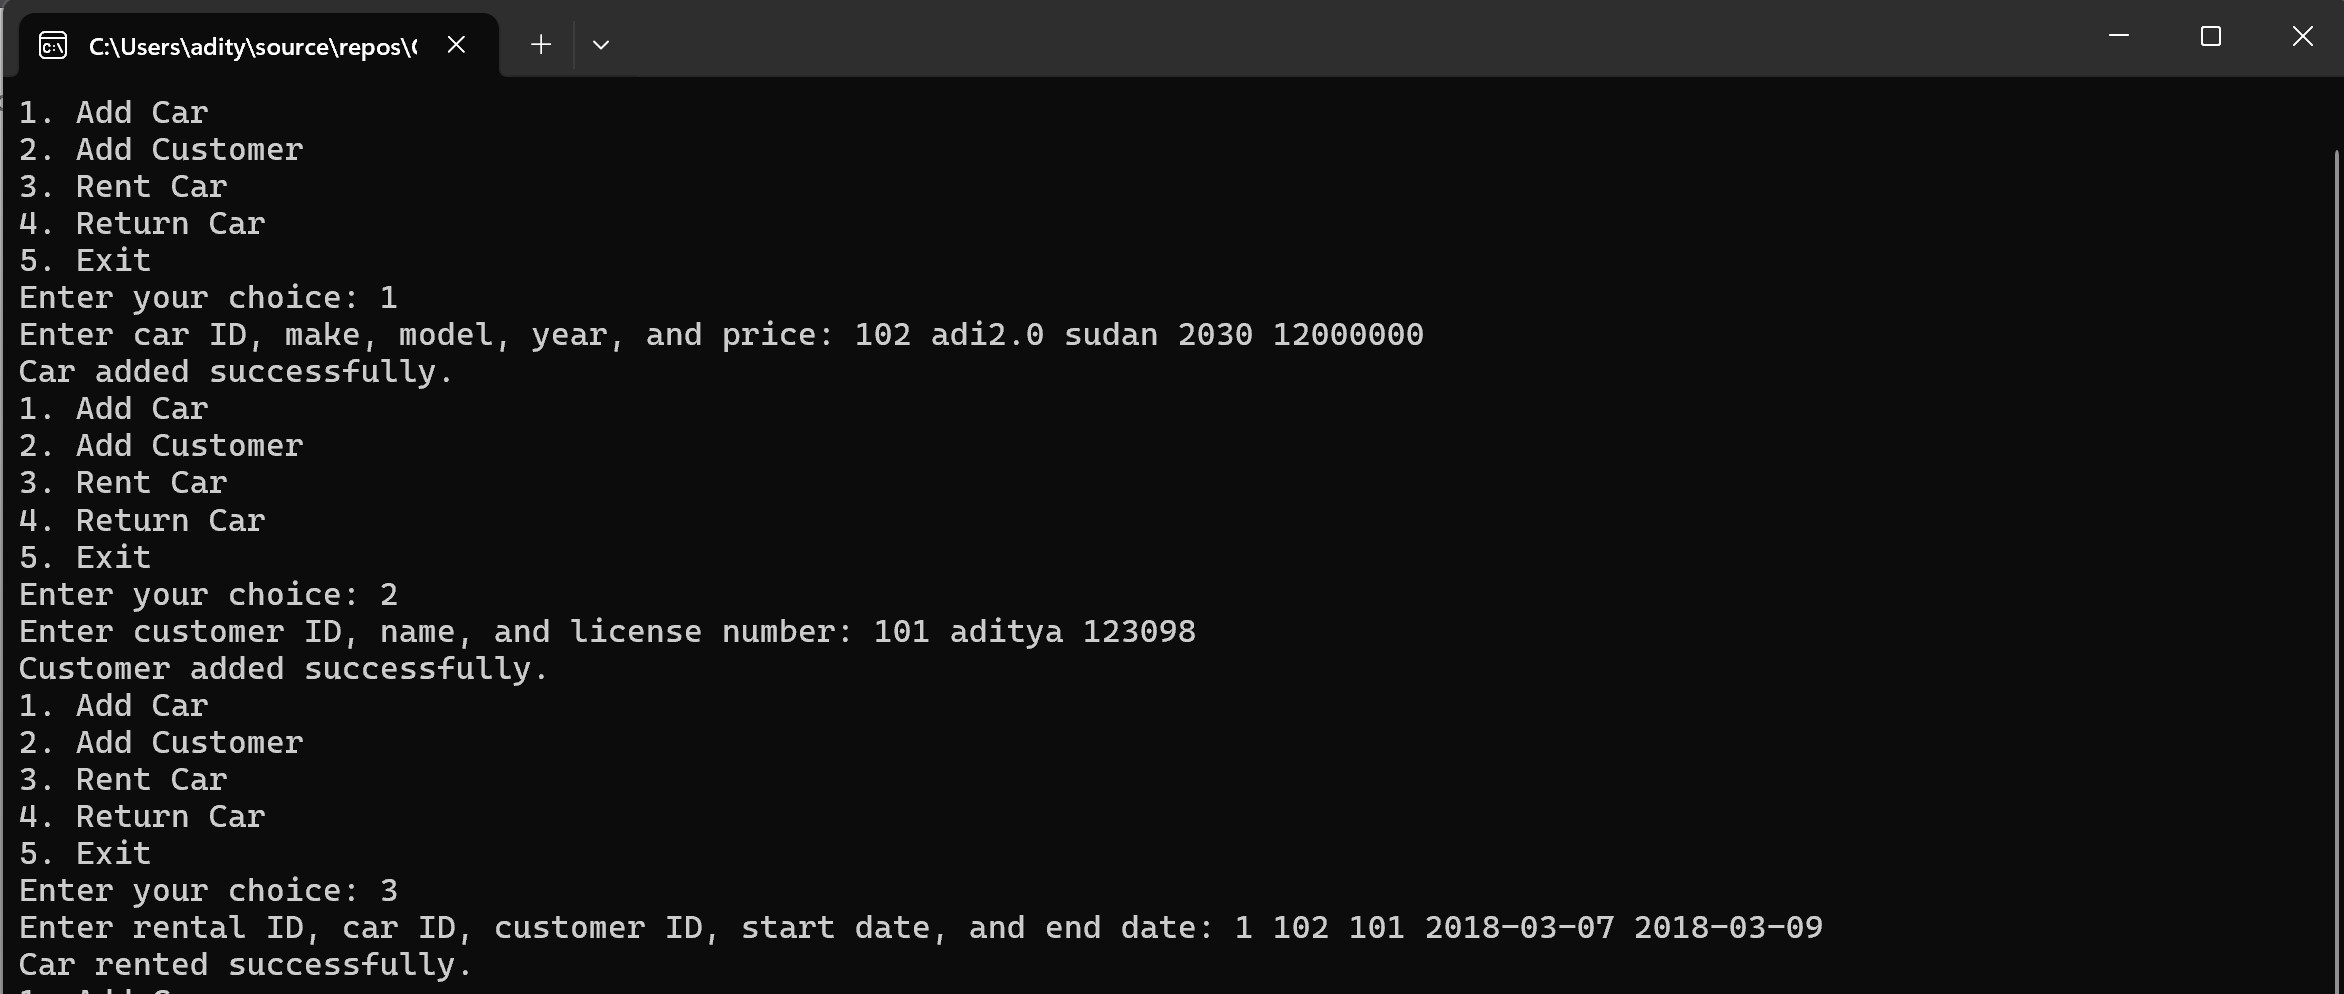 C:\Users\adity\source\repos\
1. Add Car
2. Add Customer
3. Rent Car
4. Return Car
5. Exit
Enter your choice: 1
Enter car ID, make, model, year, and price: 102 adi2.0 sudan 2030 12000000
Car added successfully.
1. Add Car
2. Add Customer
3. Rent Car
4. Return Car
5. Exit
Enter your choice: 2
Enter customer ID, name, and license number: 101 aditya 123098
Customer added successfully.
1. Add Car
2. Add Customer
3. Rent Car
4. Return Car
5. Exit
Enter your choice: 3
Enter rental ID, car ID, customer ID, start date, and end date: 1 102 101 2018-03-07 2018-03-09
Car rented successfully.